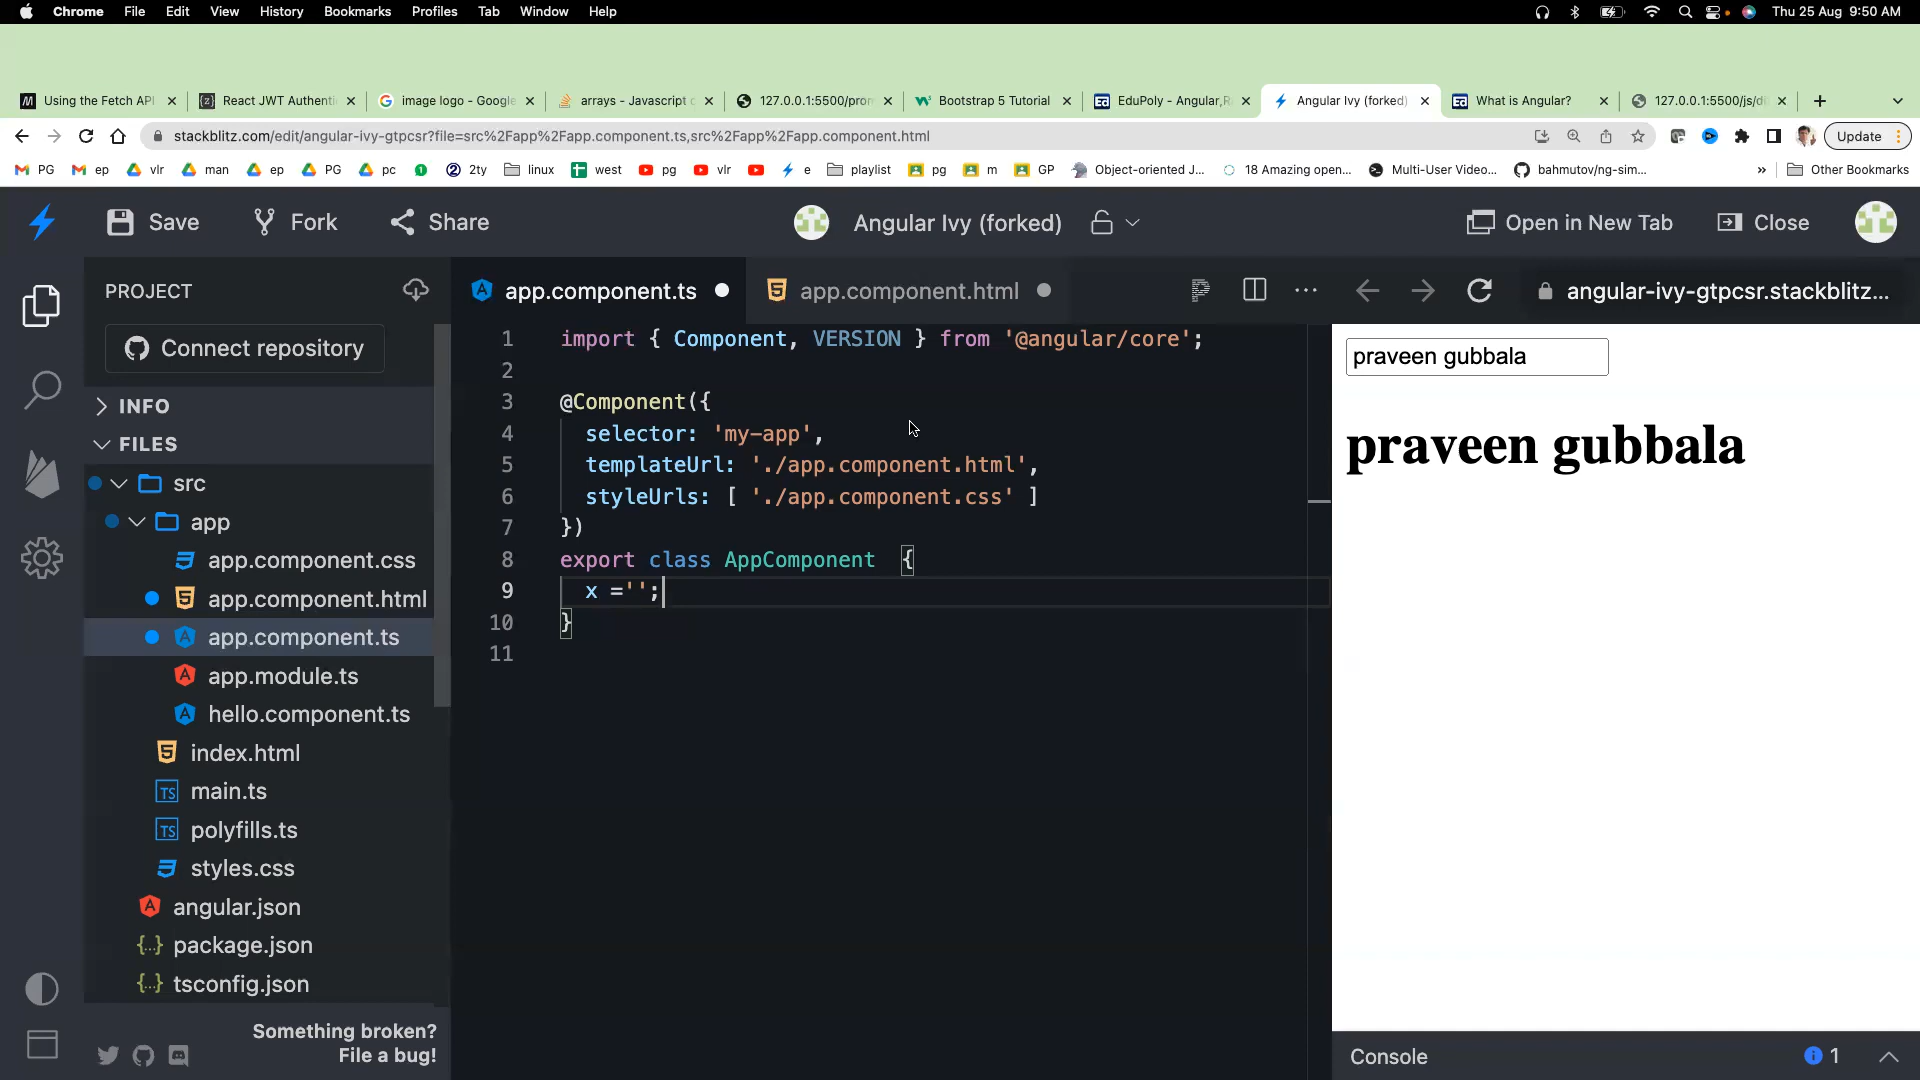 Chrome File Edit View History Bookmarks Profiles Tab Window Help Thu 25 Aug 9:50 AM
Using the Fetch API React JWT Authenti image logo - Google arrays - Javascript 127.0.0.1:5500/pron Bootstrap 5 Tutorial EduPoly - Angular,R Angular Ivy (forked) What is Angular? 127.0.0.1:5500/js/di
stackblitz.com/edit/angular-ivy-gtpcsr?file=src%2Fapp%2Fapp.component.ts,src%2Fapp%2Fapp.component.html Update
PG ep vlr man ep PG pc 2ty linux west pg vlr e playlist pg m GP Object-oriented J... 18 Amazing open... Multi-User Video... bahmutov/ng-sim... » Other Bookmarks
Save Fork Share Angular Ivy (forked) Open in New Tab Close
PROJECT app.component.ts app.component.html angular-ivy-gtpcsr.stackblitz...
Connect repository
INFO
FILES
src
app
app.component.css
app.component.html
app.component.ts
app.module.ts
hello.component.ts
index.html
main.ts
polyfills.ts
styles.css
angular.json
package.json
tsconfig.json
Something broken?
File a bug!
1 import { Component, VERSION } from '@angular/core';
2
3 @Component({
4 selector: 'my-app',
5 templateUrl: './app.component.html',
6 styleUrls: [ './app.component.css' ]
7 })
8 export class AppComponent {
9 x ='';
10 }
11
praveen gubbala
praveen gubbala
Console 1